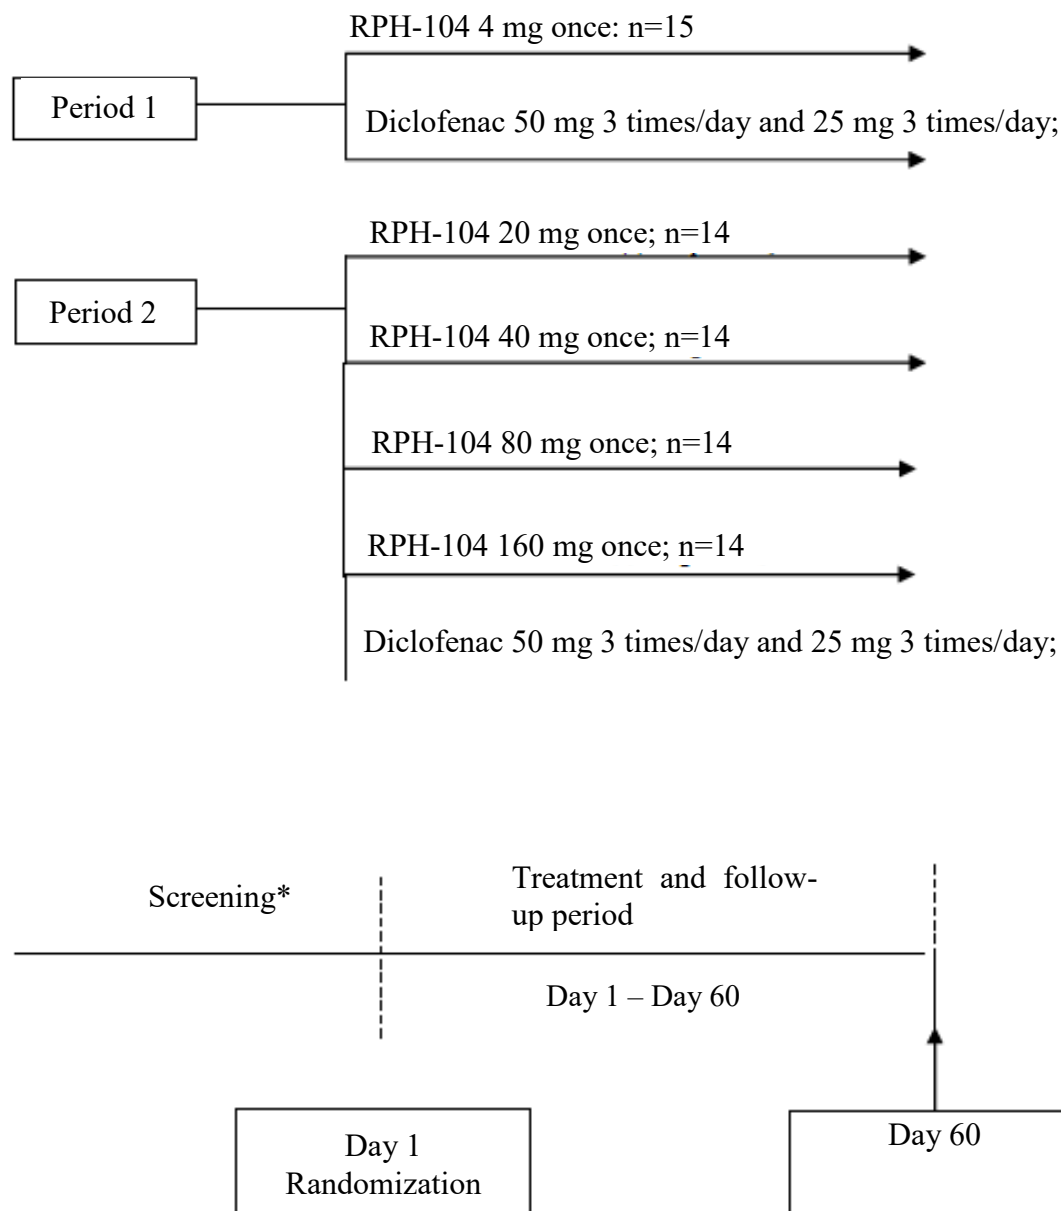 RPH-104 4 mg once: n=15
Period 1
Diclofenac 50 mg 3 times/day and 25 mg 3 times/day;
RPH-104 20 mg once; n=14
Period 2
RPH-104 40 mg once; n=14
RPH-104 80 mg once; n=14
RPH-104 160 mg once; n=14
Diclofenac 50 mg 3 times/day and 25 mg 3 times/day;
Screening*
Treatment and follow-
up period
Day 1 – Day 60
Day 1
Randomization
Day 60